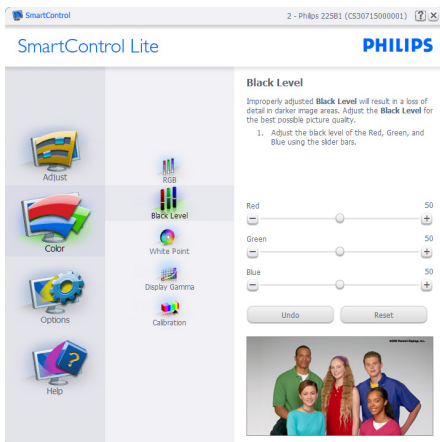 SmartControl
2 - Philips 225B1 (CS30715000001)
SmartControl Lite
PHILIPS
Adjust
Color
Options
Help
RGB
Black Level
White Point
Display Gamma
Calibration
Black Level
Improperly adjusted Black Level will result in a loss of
detail in darker image areas. Adjust the Black Level for
the best possible picture quality.
1. Adjust the black level of the Red, Green, and
Blue using the slider bars.
Red 50
Green 50
Blue 50
Undo Reset